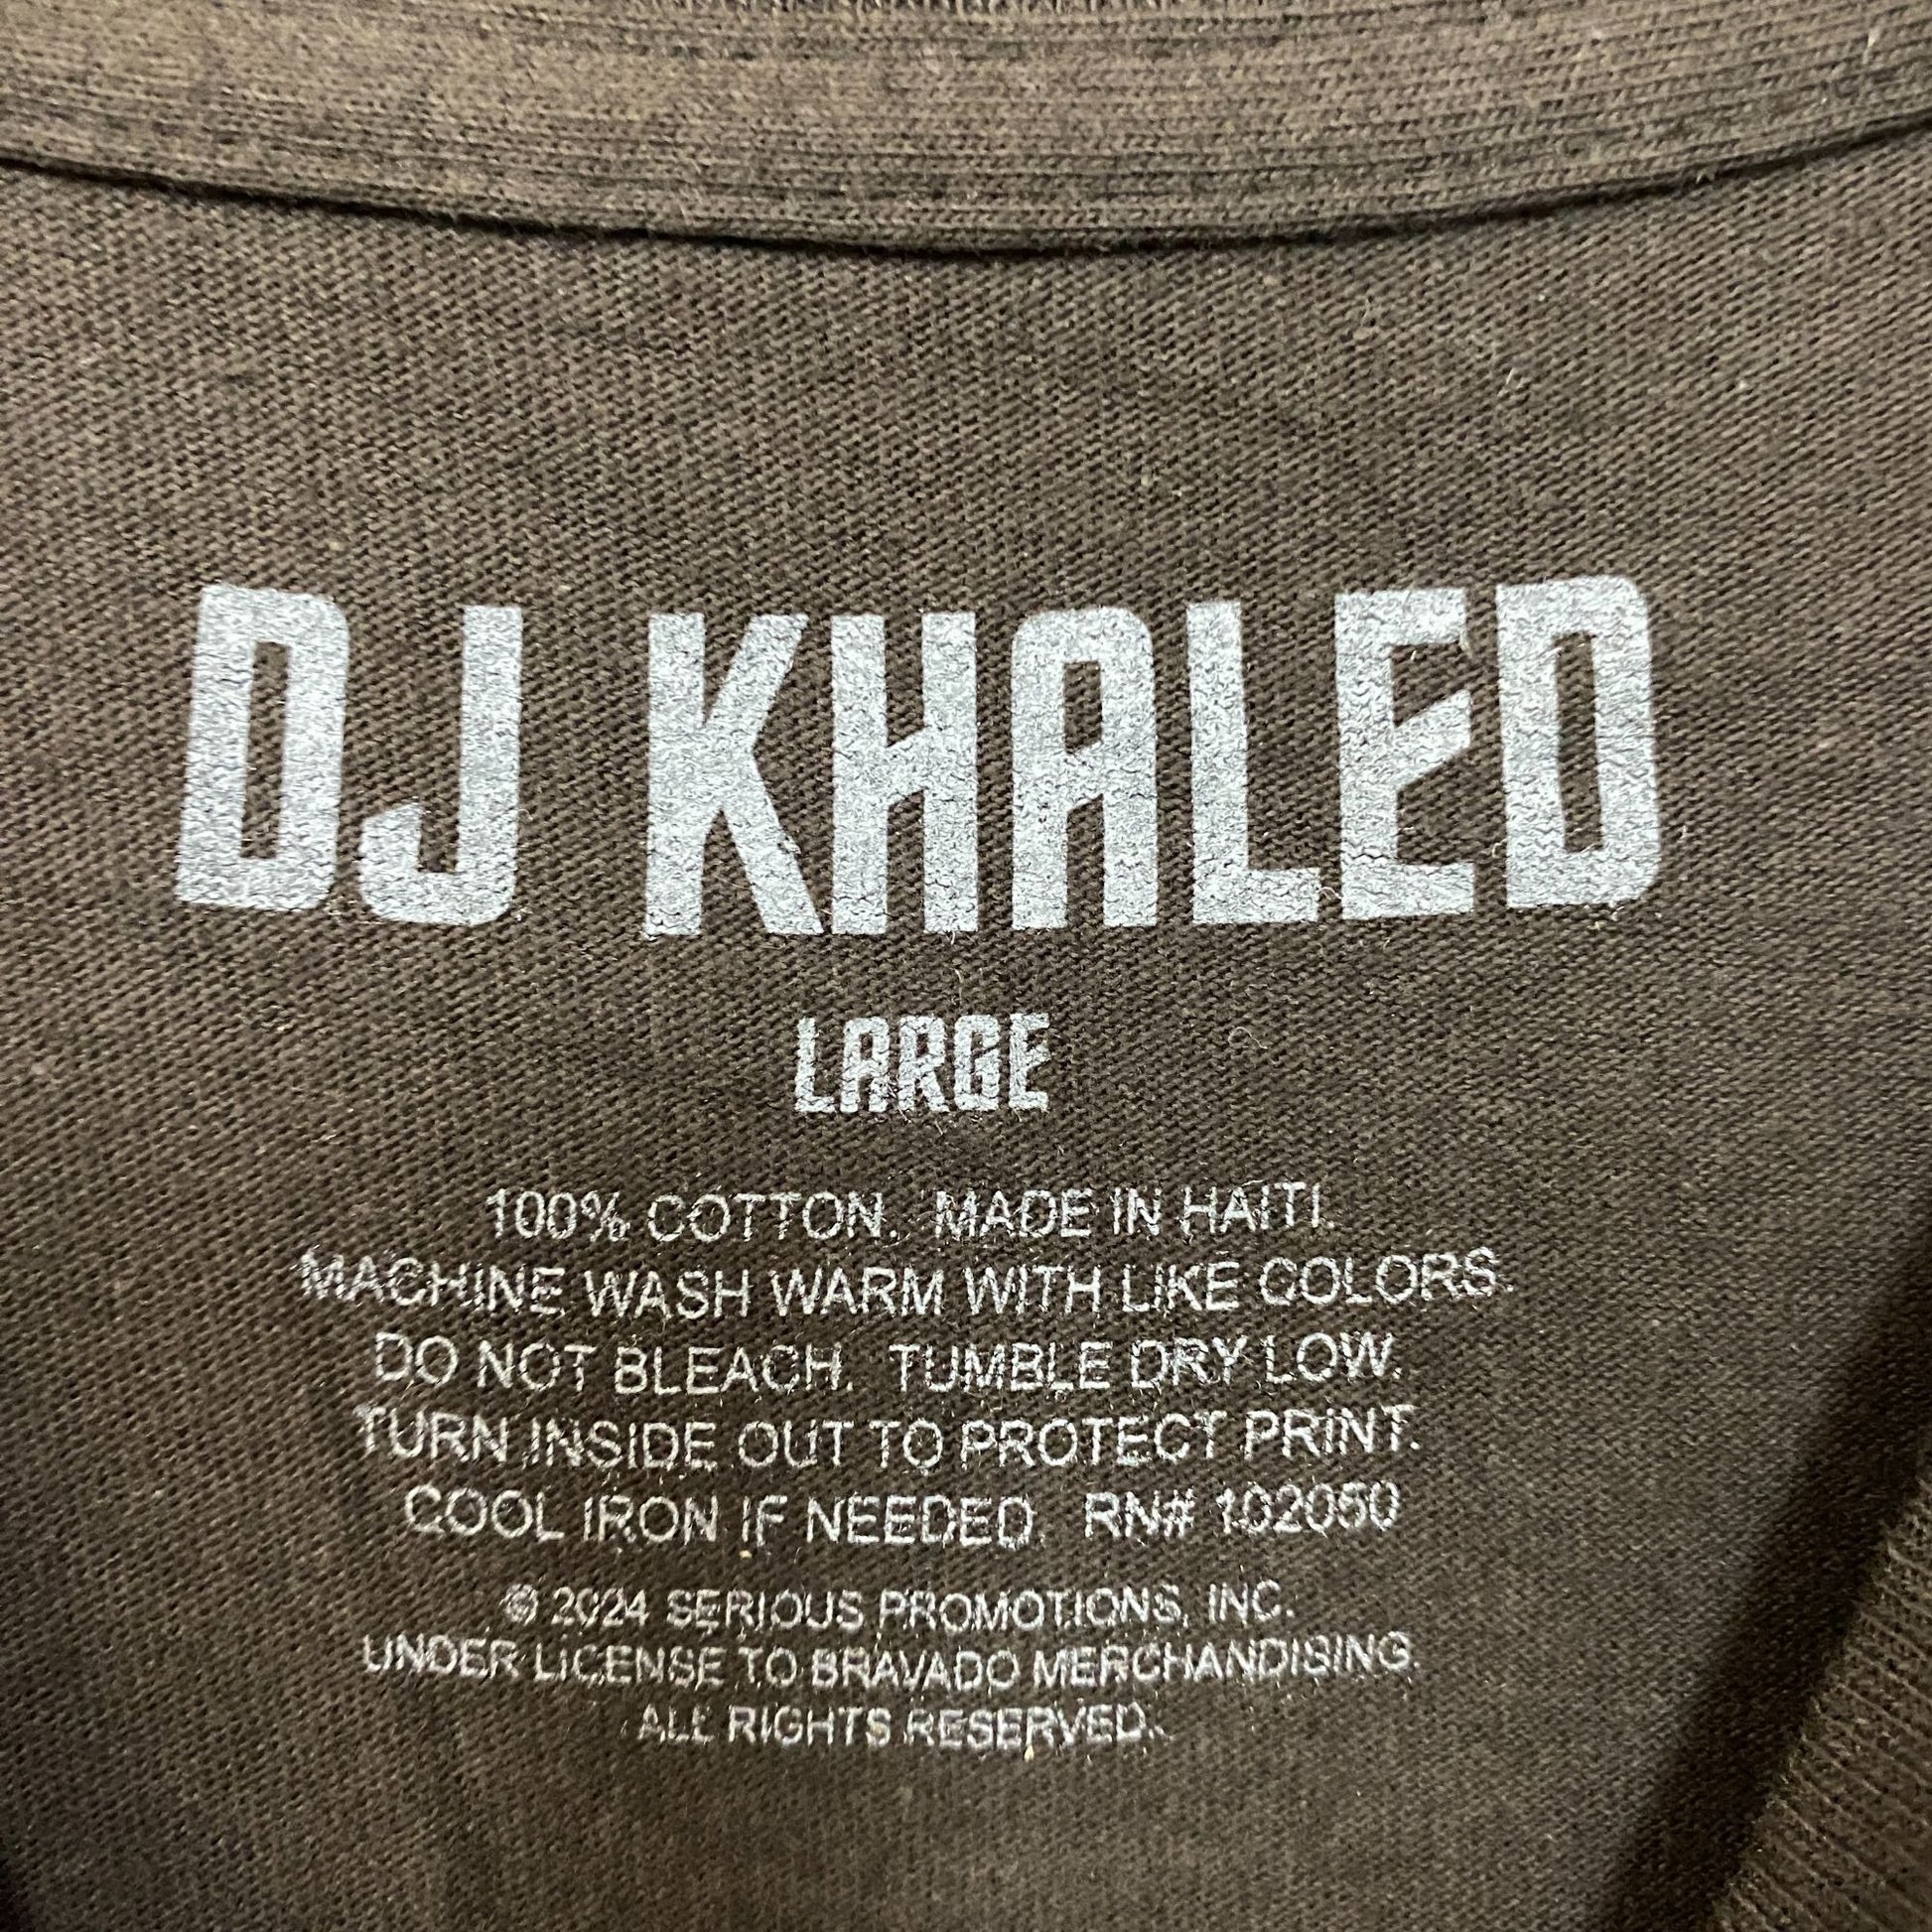 DJ KHALED
LARGE
100% COTTON. MADE IN HAITI.
MACHINE WASH WARM WITH LIKE COLORS.
DO NOT BLEACH. TUMBLE DRY LOW.
TURN INSIDE OUT TO PROTECT PRINT.
COOL IRON IF NEEDED. RN# 102050
© 2024 SERIOUS PROMOTIONS, INC.
UNDER LICENSE TO BRAVADO MERCHANDISING.
ALL RIGHTS RESERVED.